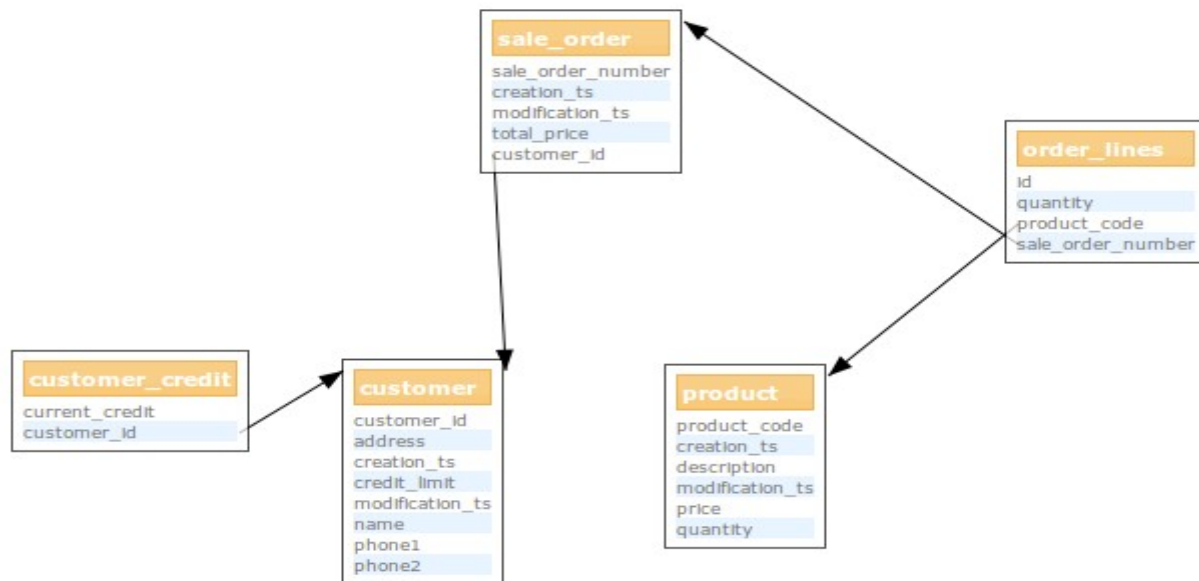 sale_order
sale_order_number
creation_ts
modification_ts
total_price
customer_id
order_lines
id
quantity
product_code
sale_order_number
customer_credit
current_credit
customer_id
customer
customer_id
address
creation_ts
credit_limit
modification_ts
name
phone1
phone2
product
product_code
creation_ts
description
modification_ts
price
quantity